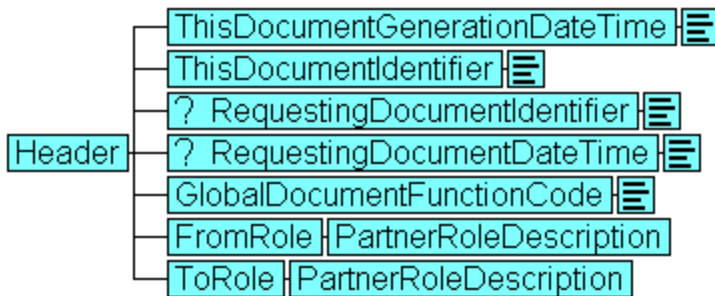 ThisDocumentGenerationDateTime
ThisDocumentIdentifier
? RequestingDocumentIdentifier
Header
? RequestingDocumentDateTime
GlobalDocumentFunctionCode
FromRole PartnerRoleDescription
ToRole PartnerRoleDescription